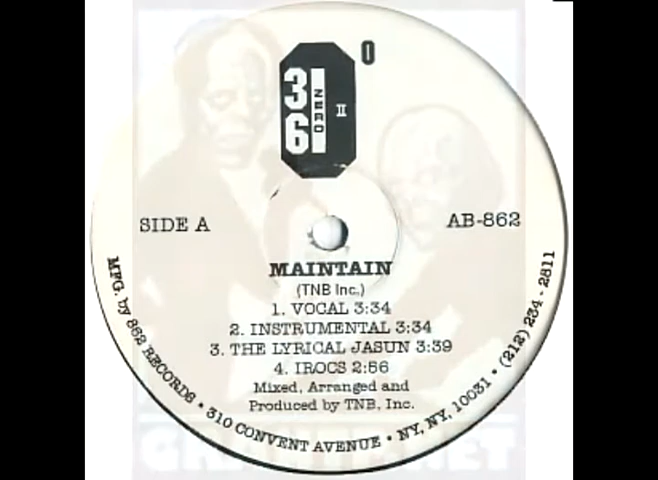 0
36
ZERO
II
SIDE A
AB-862
MAINTAIN
(TNB Inc.)
1. VOCAL 3:34
2. INSTRUMENTAL 3:34
3. THE LYRICAL JASUN 3:39
4. IROCS 2:56
Mixed, Arranged and
Produced by TNB, Inc.
MFG. by 862 RECORDS • 310 CONVENT AVENUE • NY, NY, 10031 • (212) 234 - 2811